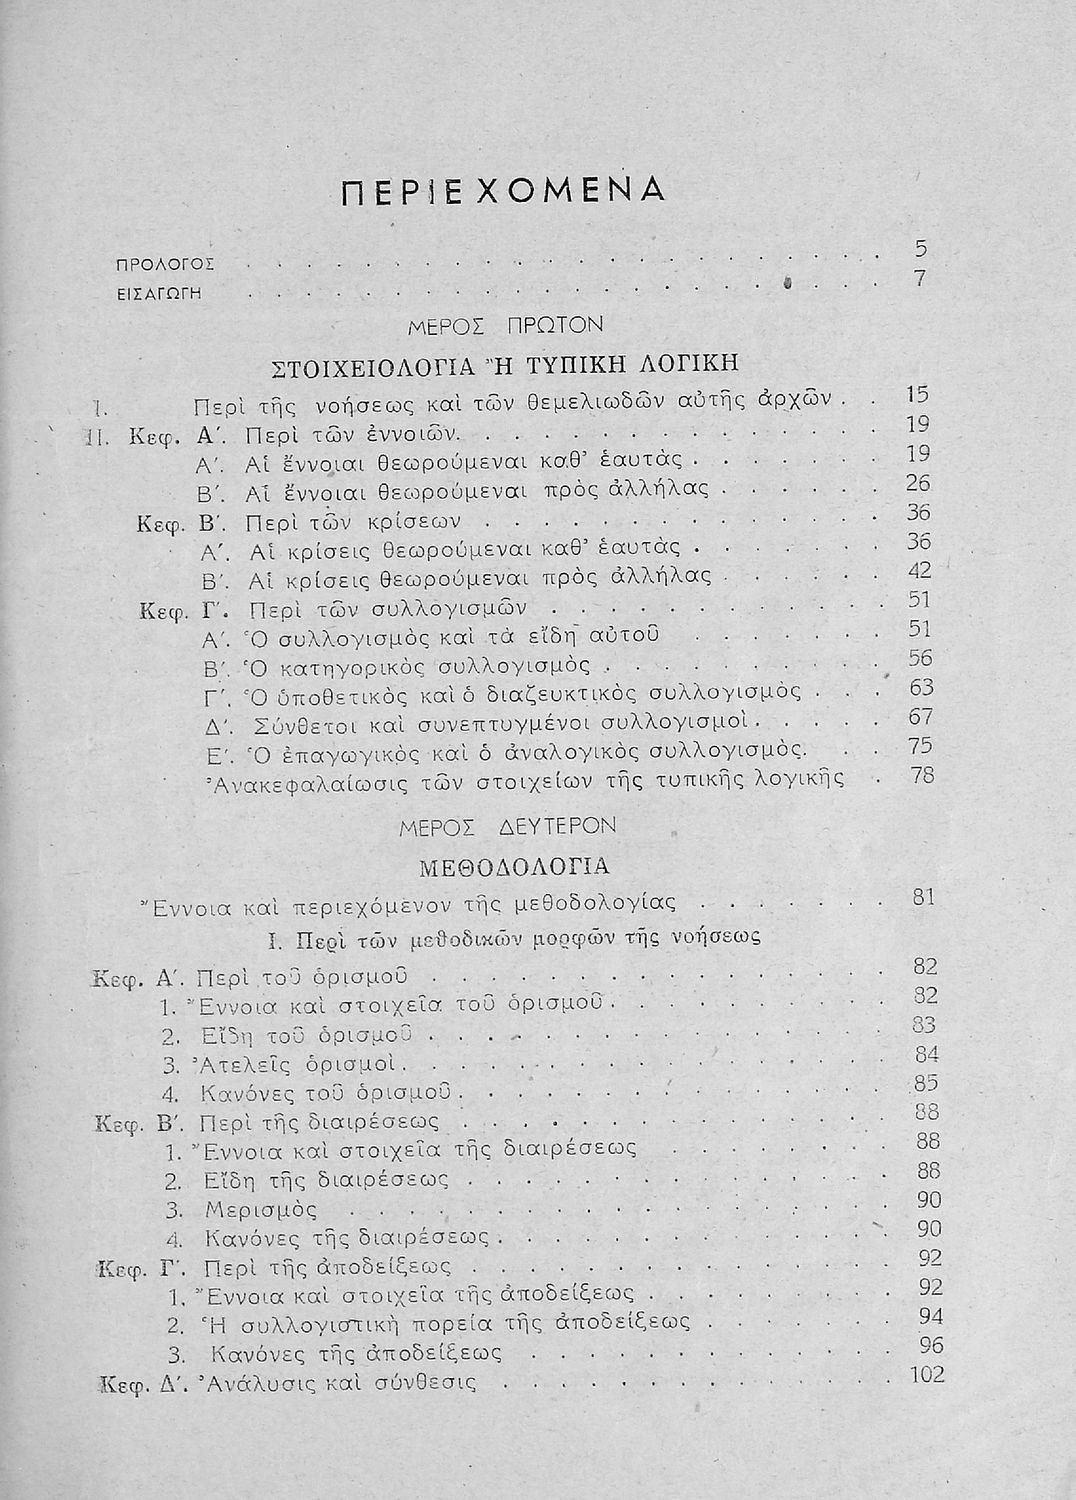 ΠΕΡΙΕΧΟΜΕΝΑ
ΠΡΟΛΟΓΟΣ . . . . . . . . . . . . . . . . . . . . . . 5
ΕΙΣΑΓΩΓΗ . . . . . . . . . . . . . . . . . . . . . . 7
ΜΕΡΟΣ ΠΡΩΤΟΝ
ΣΤΟΙΧΕΙΟΛΟΓΙΑ Ἢ ΤΥΠΙΚΗ ΛΟΓΙΚΗ
I. Περὶ τῆς νοήσεως καὶ τῶν θεμελιωδῶν αὐτῆς ἀρχῶν . . 15
II. Κεφ. Α΄. Περὶ τῶν ἐννοιῶν. . . . . . . . . . . . . . . 19
Α΄. Αἱ ἔννοιαι θεωρούμεναι καθ᾽ ἑαυτὰς . . . . . . . 19
Β΄. Αἱ ἔννοιαι θεωρούμεναι πρὸς ἀλλήλας . . . . . . 26
Κεφ. Β΄. Περὶ τῶν κρίσεων . . . . . . . . . . . . . . 36
Α΄. Αἱ κρίσεις θεωρούμεναι καθ᾽ ἑαυτὰς . . . . . . . 36
Β΄. Αἱ κρίσεις θεωρούμεναι πρὸς ἀλλήλας . . . . . . 42
Κεφ. Γ΄. Περὶ τῶν συλλογισμῶν . . . . . . . . . . . . 51
Α΄. Ὁ συλλογισμὸς καὶ τὰ εἴδη αὐτοῦ . . . . . . . 51
Β΄. Ὁ κατηγορικὸς συλλογισμὸς . . . . . . . . . . 56
Γ΄. Ὁ ὑποθετικὸς καὶ ὁ διαζευκτικὸς συλλογισμὸς . . . 63
Δ΄. Σύνθετοι καὶ συνεπτυγμένοι συλλογισμοὶ . . . . . 67
Ε΄. Ὁ ἐπαγωγικὸς καὶ ὁ ἀναλογικὸς συλλογισμὸς. . . 75
Ἀνακεφαλαίωσις τῶν στοιχείων τῆς τυπικῆς λογικῆς . 78
ΜΕΡΟΣ ΔΕΥΤΕΡΟΝ
ΜΕΘΟΔΟΛΟΓΙΑ
Ἔννοια καὶ περιεχόμενον τῆς μεθοδολογίας . . . . . . . 81
I. Περὶ τῶν μεθοδικῶν μορφῶν τῆς νοήσεως
Κεφ. Α΄. Περὶ τοῦ ὁρισμοῦ . . . . . . . . . . . . . . . . 82
1. Ἔννοια καὶ στοιχεῖα τοῦ ὁρισμοῦ . . . . . . . . . . 82
2. Εἴδη τοῦ ὁρισμοῦ . . . . . . . . . . . . . . . . 83
3. Ἀτελεῖς ὁρισμοὶ . . . . . . . . . . . . . . . . . 84
4. Κανόνες τοῦ ὁρισμοῦ . . . . . . . . . . . . . . . 85
Κεφ. Β΄. Περὶ τῆς διαιρέσεως . . . . . . . . . . . . . . . 88
1. Ἔννοια καὶ στοιχεῖα τῆς διαιρέσεως . . . . . . . . 88
2. Εἴδη τῆς διαιρέσεως . . . . . . . . . . . . . . . 88
3. Μερισμὸς . . . . . . . . . . . . . . . . . . . 90
4. Κανόνες τῆς διαιρέσεως . . . . . . . . . . . . . . 90
Κεφ. Γ΄. Περὶ τῆς ἀποδείξεως . . . . . . . . . . . . . . . 92
1. Ἔννοια καὶ στοιχεῖα τῆς ἀποδείξεως . . . . . . . . . 92
2. Ἡ συλλογιστικὴ πορεία τῆς ἀποδείξεως . . . . . . . 94
3. Κανόνες τῆς ἀποδείξεως . . . . . . . . . . . . . 96
Κεφ. Δ΄. Ἀνάλυσις καὶ σύνθεσις . . . . . . . . . . . . . . 102